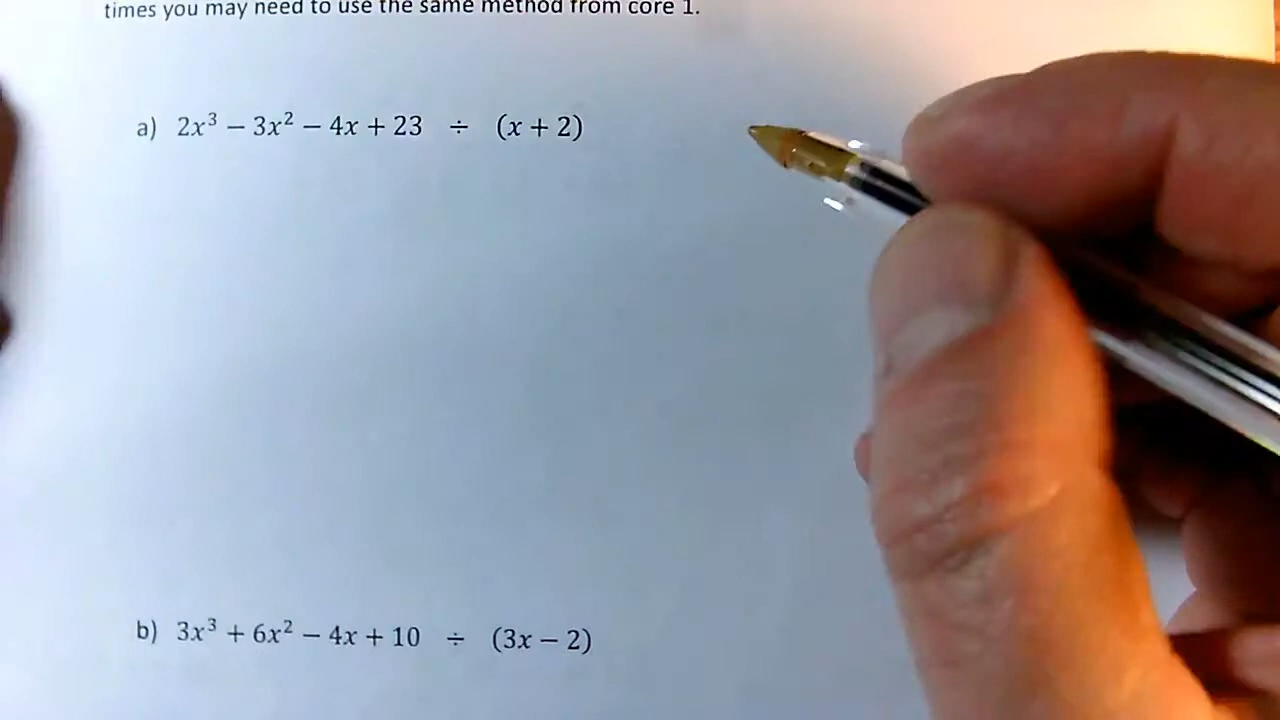 times you may need to use the same method from core 1.
a) 2x³ − 3x² − 4x + 23 ÷ (x + 2)
b) 3x³ + 6x² − 4x + 10 ÷ (3x − 2)